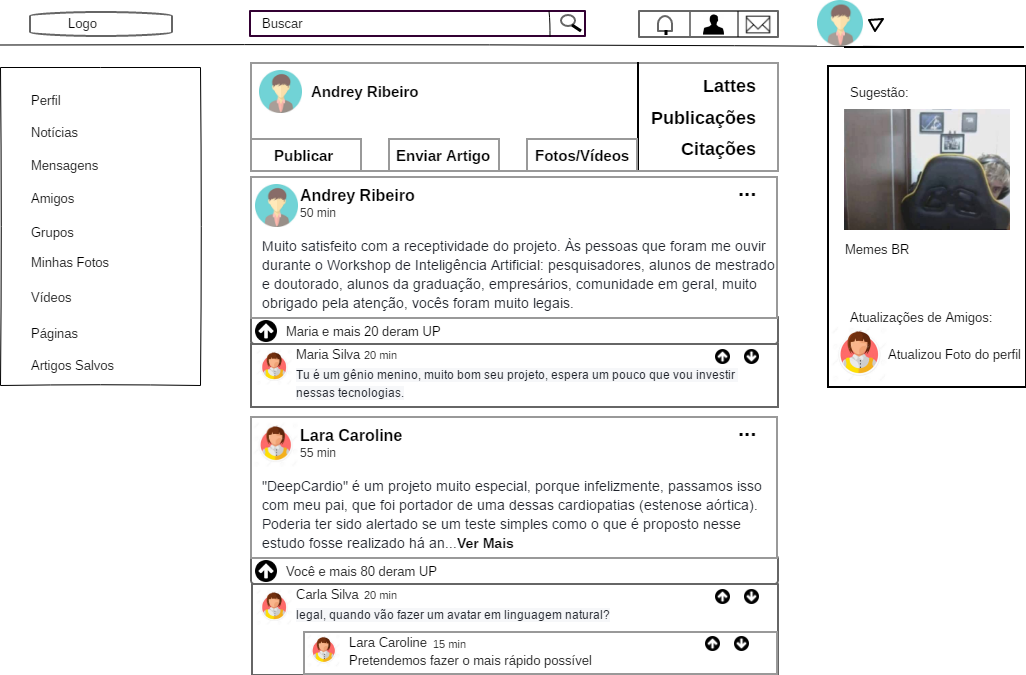 Logo
Buscar
Perfil
Notícias
Mensagens
Amigos
Grupos
Minhas Fotos
Vídeos
Páginas
Artigos Salvos
Andrey Ribeiro
Publicar
Enviar Artigo
Fotos/Vídeos
Lattes
Publicações
Citações
Andrey Ribeiro
...
50 min
Muito satisfeito com a receptividade do projeto. Às pessoas que foram me ouvir
durante o Workshop de Inteligência Artificial: pesquisadores, alunos de mestrado
e doutorado, alunos da graduação, empresários, comunidade em geral, muito
obrigado pela atenção, vocês foram muito legais.
Maria e mais 20 deram UP
Maria Silva 20 min
Tu é um gênio menino, muito bom seu projeto, espera um pouco que vou investir
nessas tecnologias.
Lara Caroline
...
55 min
"DeepCardio" é um projeto muito especial, porque infelizmente, passamos isso
com meu pai, que foi portador de uma dessas cardiopatias (estenose aórtica).
Poderia ter sido alertado se um teste simples como o que é proposto nesse
estudo fosse realizado há an...Ver Mais
Você e mais 80 deram UP
Carla Silva 20 min
legal, quando vão fazer um avatar em linguagem natural?
Lara Caroline 15 min
Pretendemos fazer o mais rápido possível
Sugestão:
Memes BR
Atualizações de Amigos:
Atualizou Foto do perfil